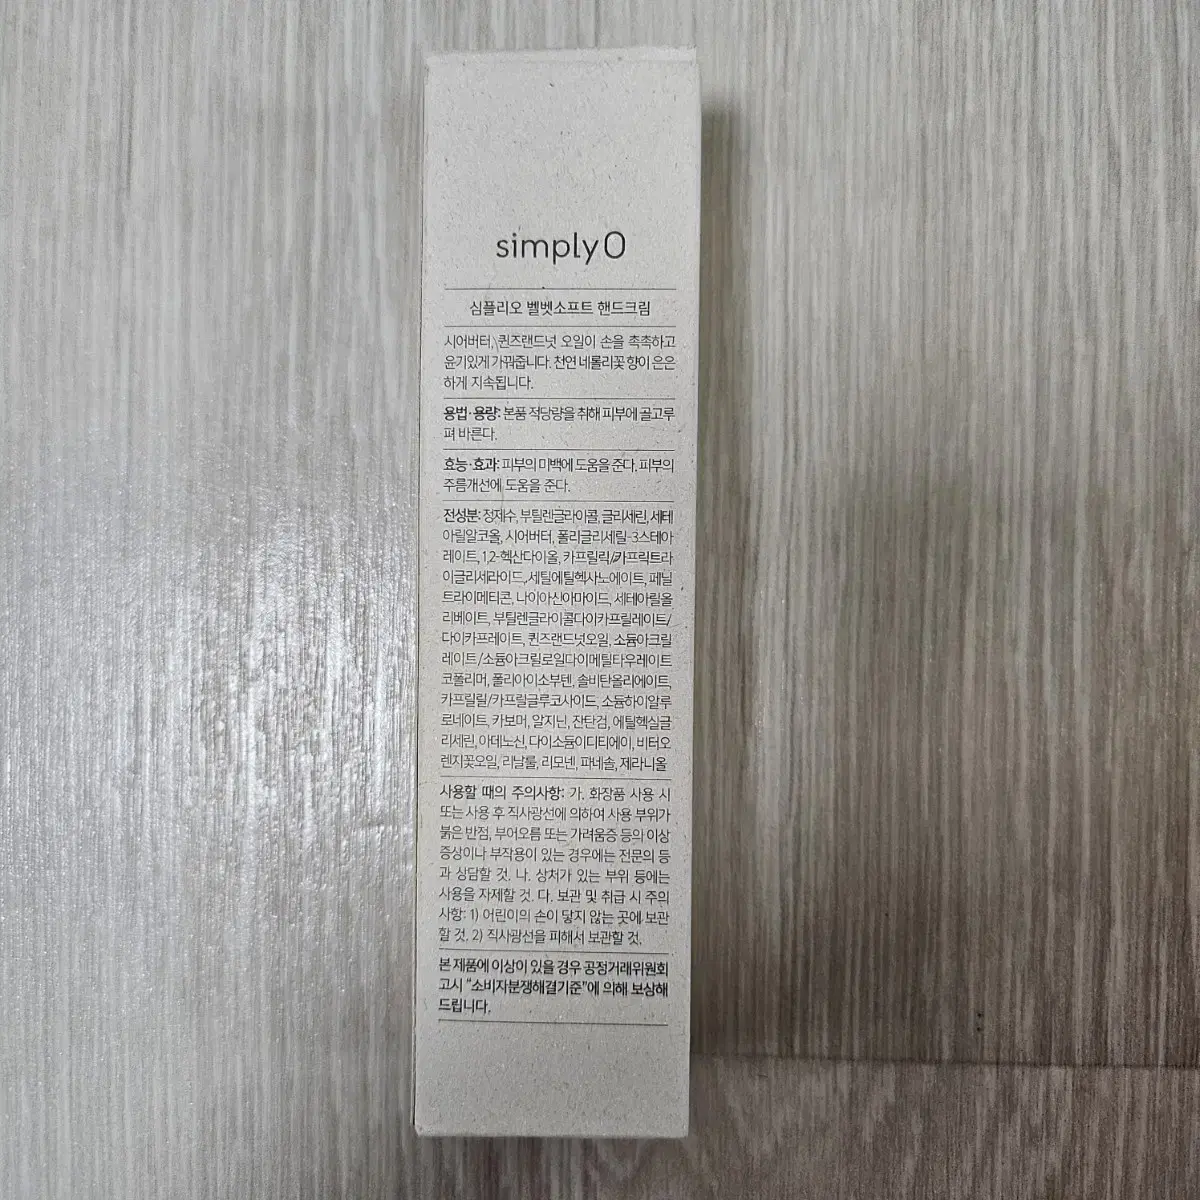 simplyO
심플리오 벨벳소프트 핸드크림
시어버터, 퀸즈랜드넛 오일이 손을 촉촉하고
윤기있게 가꿔줍니다. 천연 네롤리꽃 향이 은은
하게 지속됩니다.
용법·용량: 본품 적당량을 취해 피부에 골고루
펴 바른다.
효능·효과: 피부의 미백에 도움을 준다. 피부의
주름개선에 도움을 준다.
전성분: 정제수, 부틸렌글라이콜, 글리세린, 세테
아릴알코올, 시어버터, 폴리글리세릴-3스테아
레이트, 1,2-헥산다이올, 카프릴릭/카프릭트라
이글리세라이드, 세틸에틸헥사노에이트, 페닐
트라이메티콘, 나이아신아마이드, 세테아릴올
리베이트, 부틸렌글라이콜다이카프릴레이트/
다이카프레이트, 퀸즈랜드넛오일, 소듐아크릴
레이트/소듐아크릴로일다이메틸타우레이트
코폴리머, 폴리아이소부텐, 솔비탄올리에이트,
카프릴릴/카프릴글루코사이드, 소듐하이알루
로네이트, 카보머, 알지닌, 잔탄검, 에틸헥실글
리세린, 아데노신, 다이소듐이디티에이, 비터오
렌지꽃오일, 리날룰, 리모넨, 파네솔, 제라니올
사용할 때의 주의사항: 가. 화장품 사용 시
또는 사용 후 직사광선에 의하여 사용 부위가
붉은 반점, 부어오름 또는 가려움증 등의 이상
증상이나 부작용이 있는 경우에는 전문의 등
과 상담할 것. 나. 상처가 있는 부위 등에는
사용을 자제할 것. 다. 보관 및 취급 시 주의
사항: 1) 어린이의 손이 닿지 않는 곳에 보관
할 것. 2) 직사광선을 피해서 보관할 것.
본 제품에 이상이 있을 경우 공정거래위원회
고시 "소비자분쟁해결기준"에 의해 보상해
드립니다.